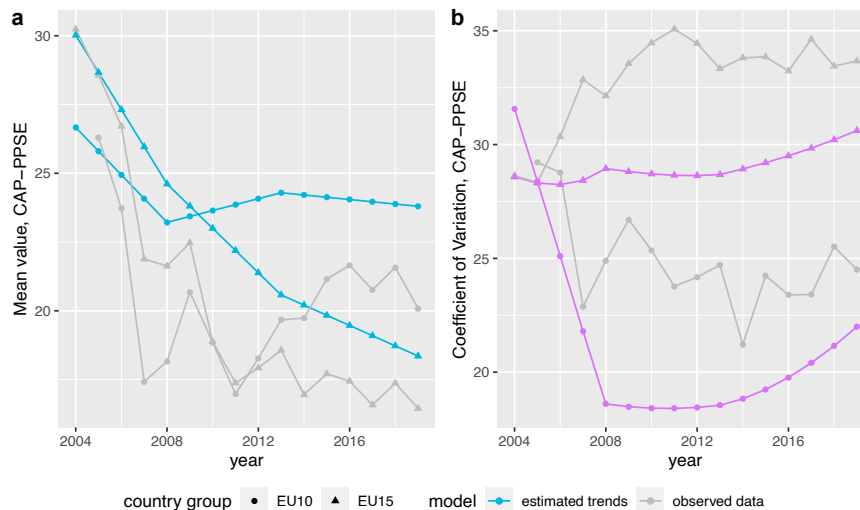 a
b
Mean value, CAP−PPSE
30
25
20
2004
2008
2012
2016
year
Coefficient of Variation, CAP−PPSE
35
30
25
20
2004
2008
2012
2016
year
country group EU10 EU15 model estimated trends observed data